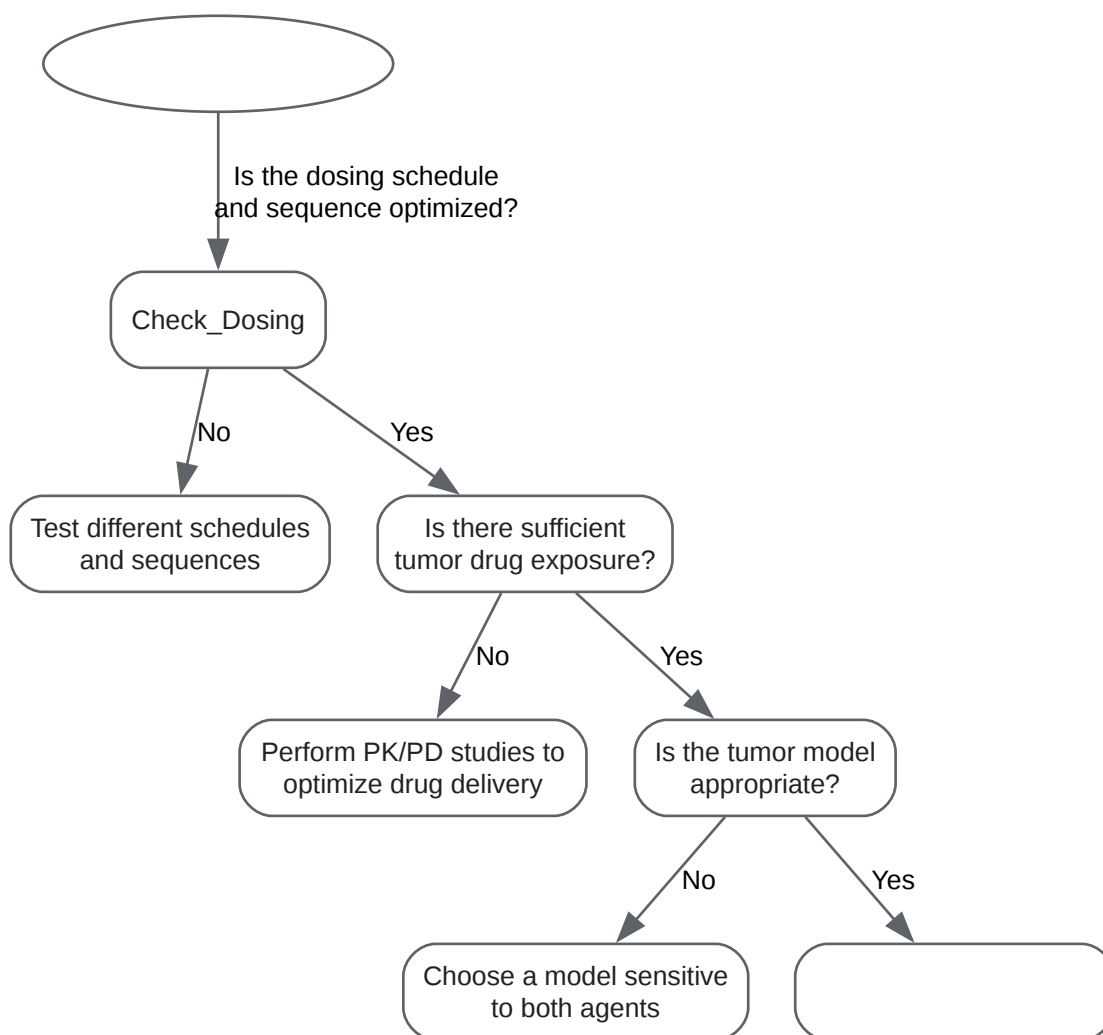 Is the dosing schedule
and sequence optimized?
Check_Dosing
No
Yes
Test different schedules
and sequences
Is there sufficient
tumor drug exposure?
No
Yes
Perform PK/PD studies to
optimize drug delivery
Is the tumor model
appropriate?
No
Yes
Choose a model sensitive
to both agents